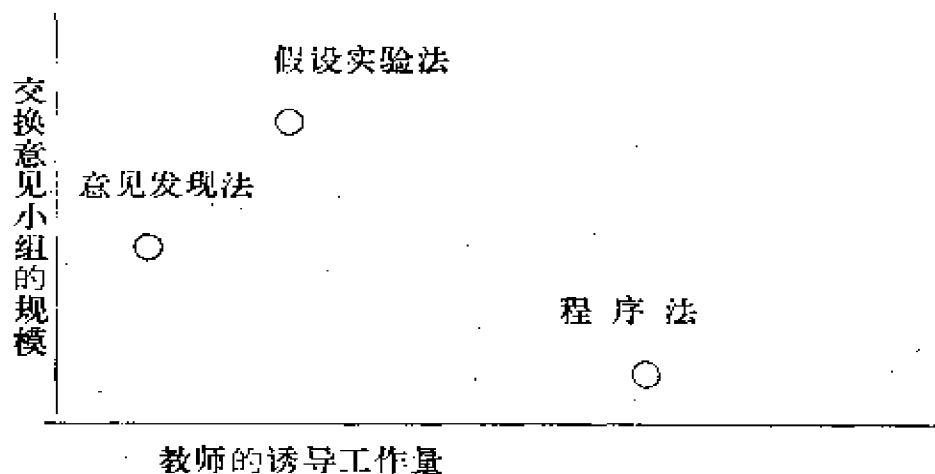 假设实验法
交换意见小组的规模
意见发现法
程序法
教师的诱导工作量